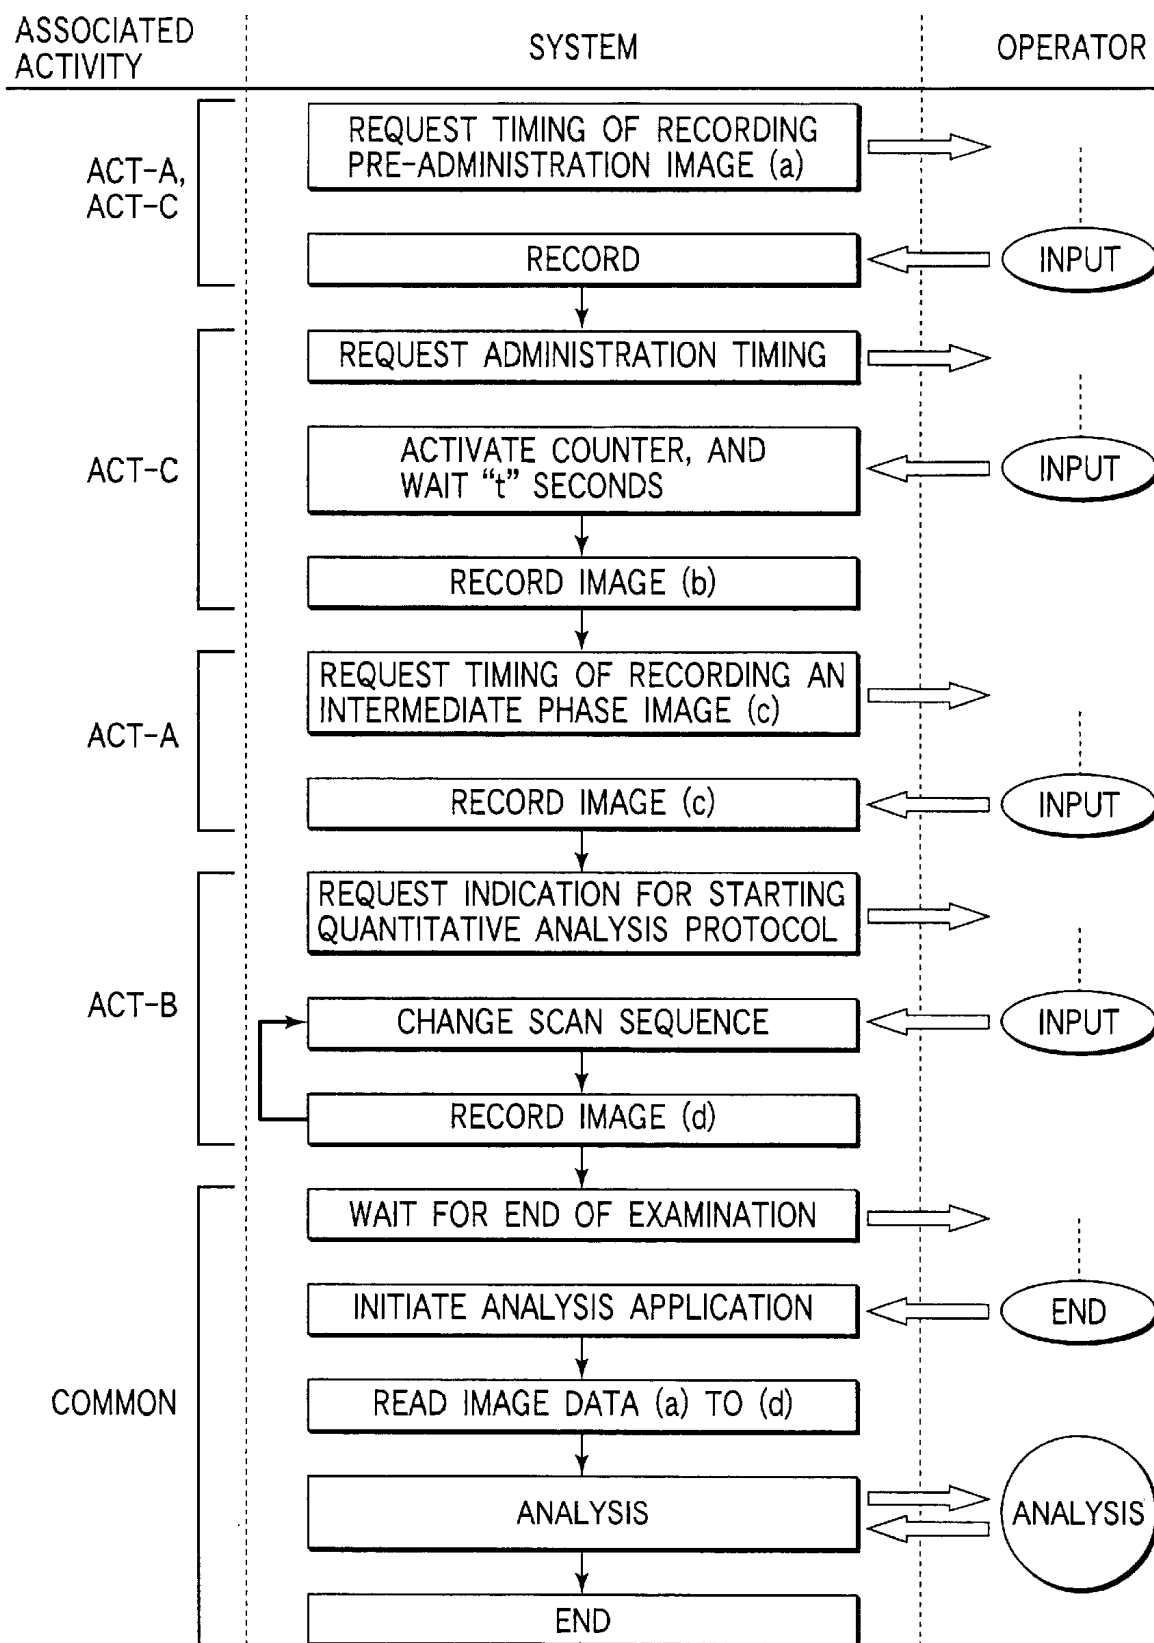 ASSOCIATED
ACTIVITY
SYSTEM
OPERATOR
ACT-A,
ACT-C
REQUEST TIMING OF RECORDING
PRE-ADMINISTRATION IMAGE (a)
RECORD
INPUT
ACT-C
REQUEST ADMINISTRATION TIMING
ACTIVATE COUNTER, AND
WAIT “t” SECONDS
INPUT
RECORD IMAGE (b)
ACT-A
REQUEST TIMING OF RECORDING AN
INTERMEDIATE PHASE IMAGE (c)
RECORD IMAGE (c)
INPUT
ACT-B
REQUEST INDICATION FOR STARTING
QUANTITATIVE ANALYSIS PROTOCOL
CHANGE SCAN SEQUENCE
INPUT
RECORD IMAGE (d)
COMMON
WAIT FOR END OF EXAMINATION
INITIATE ANALYSIS APPLICATION
END
READ IMAGE DATA (a) TO (d)
ANALYSIS
ANALYSIS
END